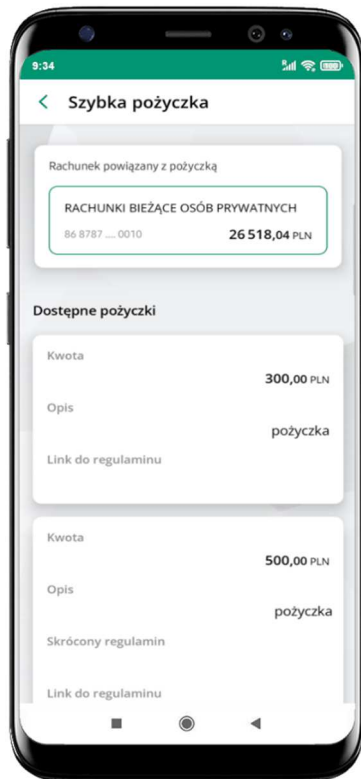 9:34
Szybka pożyczka
Rachunek powiązany z pożyczką
RACHUNKI BIEŻĄCE OSÓB PRYWATNYCH
86 8787 .... 0010 26 518,04 PLN
Dostępne pożyczki
Kwota
300,00 PLN
Opis
pożyczka
Link do regulaminu
Kwota
500,00 PLN
Opis
pożyczka
Skrócony regulamin
Link do regulaminu